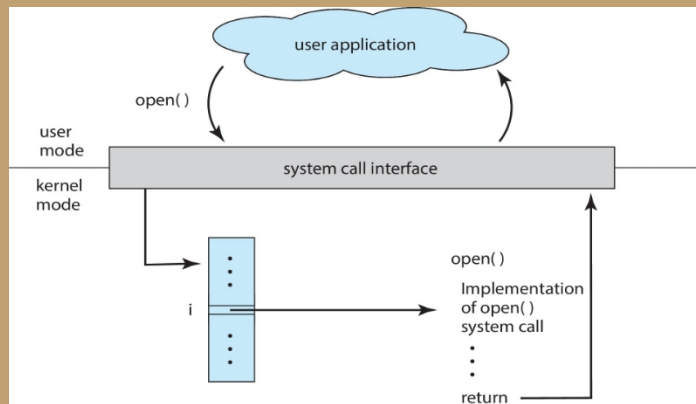 user application
open( )
user
mode
system call interface
kernel
mode
open( )
Implementation
of open( )
system call
i
return